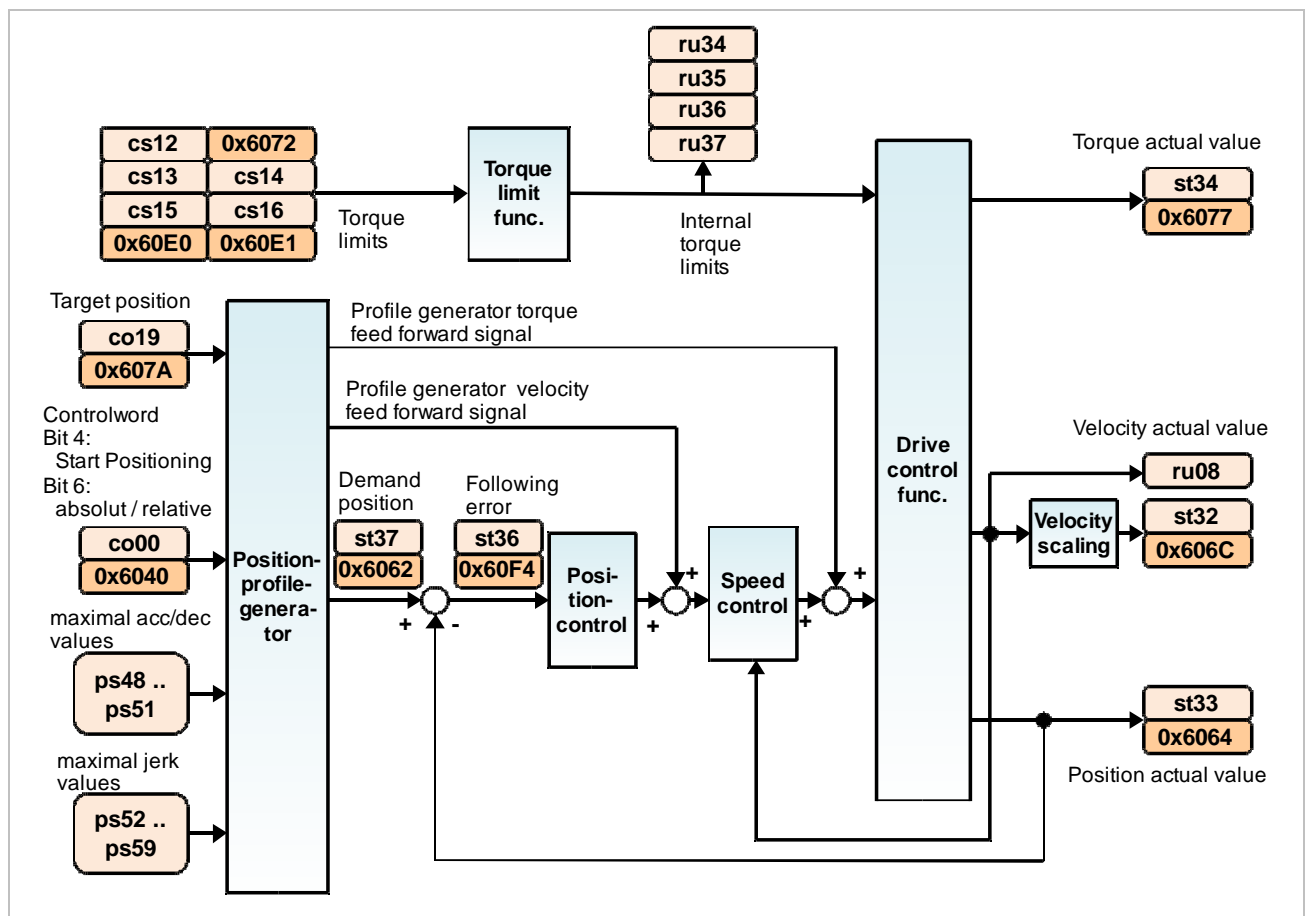 ru34
ru35
ru36
ru37
cs12 0x6072
cs13 cs14
cs15 cs16
0x60E0 0x60E1
Torque
limits
Torque
limit
func.
Internal
torque
limits
Torque actual value
st34
0x6077
Target position
co19
0x607A
Controlword
Bit 4:
Start Positioning
Bit 6:
absolut / relative
co00
0x6040
maximal acc/dec
values
ps48 ..
ps51
maximal jerk
values
ps52 ..
ps59
Position-
profile-
genera-
tor
Profile generator torque
feed forward signal
Profile generator velocity
feed forward signal
Demand
position
st37
0x6062
+
-
Following
error
st36
0x60F4
Posi-
tion-
control
+
+
Speed
control
+
+
Drive
control
func.
Velocity actual value
ru08
Velocity
scaling
st32
0x606C
st33
0x6064
Position actual value